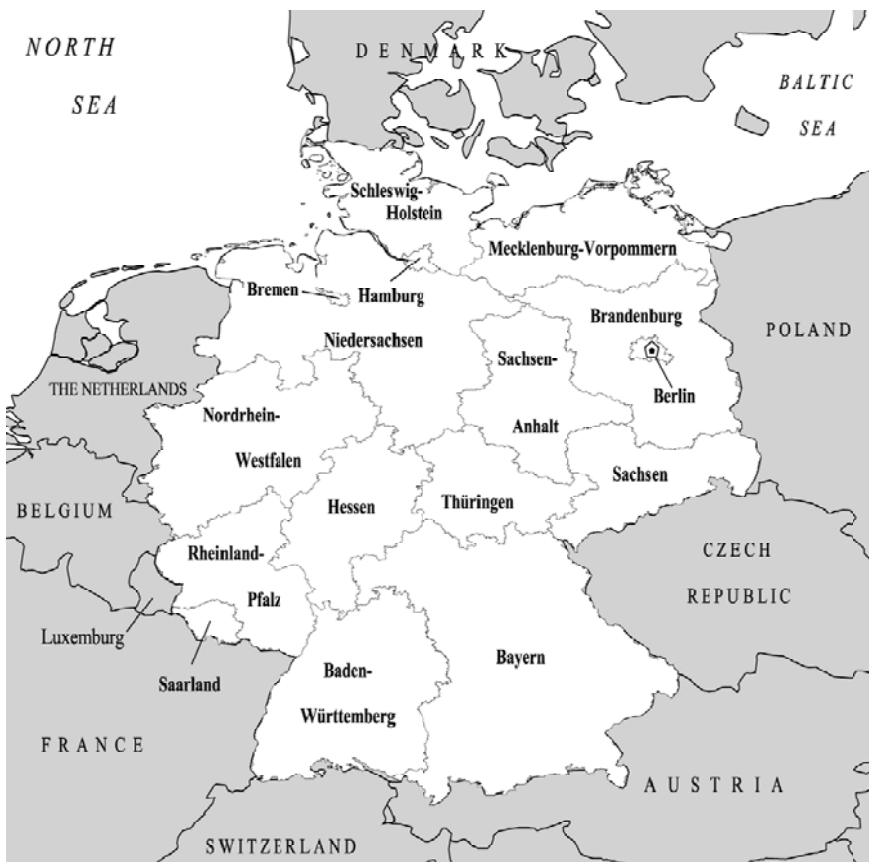 NORTH
SEA
DENMARK
BALTIC
SEA
Schleswig-
Holstein
Mecklenburg-Vorpommern
Bremen
Hamburg
Brandenburg
POLAND
Niedersachsen
Sachsen-
THE NETHERLANDS
Berlin
Nordrhein-
Anhalt
Westfalen
Sachsen
BELGIUM
Hessen
Thüringen
Rheinland-
CZECH
REPUBLIC
Pfalz
Luxemburg
Bayern
Saarland
Baden-
Württemberg
FRANCE
AUSTRIA
SWITZERLAND